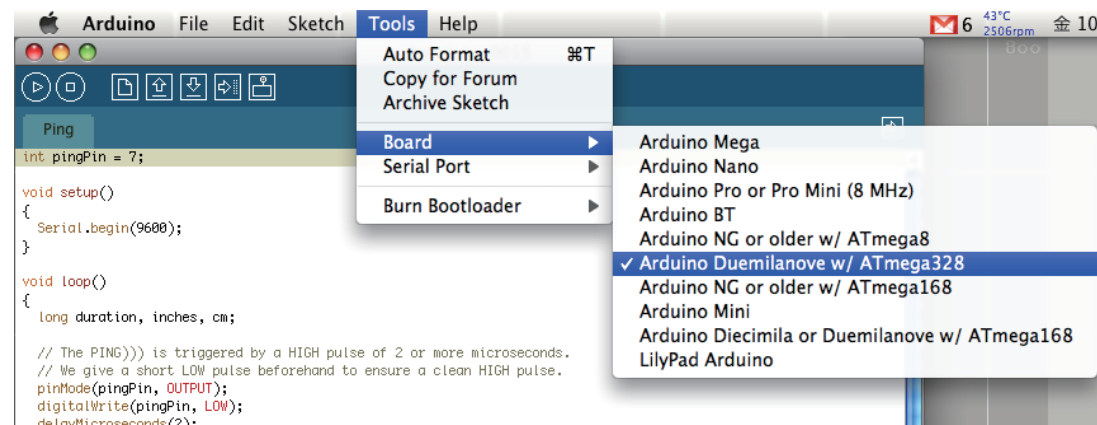 Arduino File Edit Sketch Tools Help 6 43°C 2506rpm 金 10
800
Auto Format ⌘T
Copy for Forum
Archive Sketch
Board
Serial Port
Burn Bootloader
Arduino Mega
Arduino Nano
Arduino Pro or Pro Mini (8 MHz)
Arduino BT
Arduino NG or older w/ ATmega8
✓ Arduino Duemilanove w/ ATmega328
Arduino NG or older w/ ATmega168
Arduino Mini
Arduino Diecimila or Duemilanove w/ ATmega168
LilyPad Arduino
Ping
int pingPin = 7;
void setup()
{
Serial.begin(9600);
}
void loop()
{
long duration, inches, cm;
// The PING))) is triggered by a HIGH pulse of 2 or more microseconds.
// We give a short LOW pulse beforehand to ensure a clean HIGH pulse.
pinMode(pingPin, OUTPUT);
digitalWrite(pingPin, LOW);
delayMicroseconds(2);